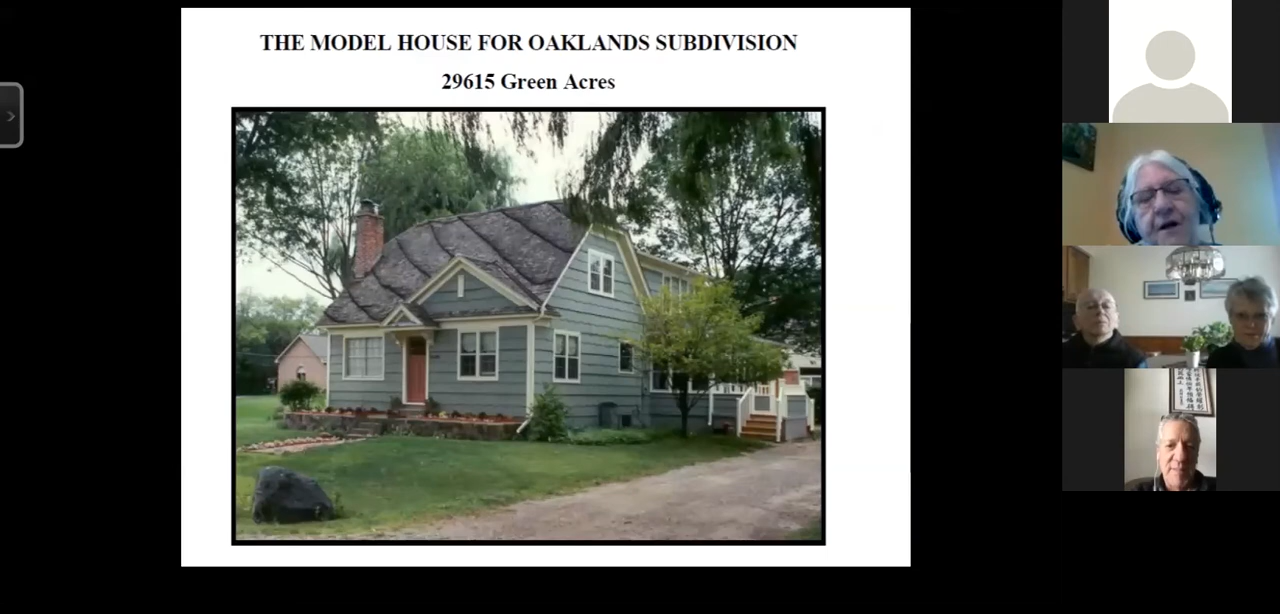 THE MODEL HOUSE FOR OAKLANDS SUBDIVISION
29615 Green Acres